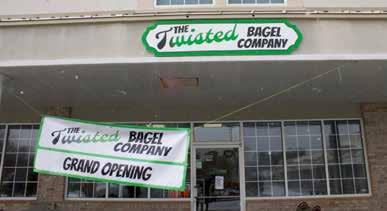 THE Twisted BAGEL
COMPANY
THE Twisted BAGEL
COMPANY
GRAND OPENING